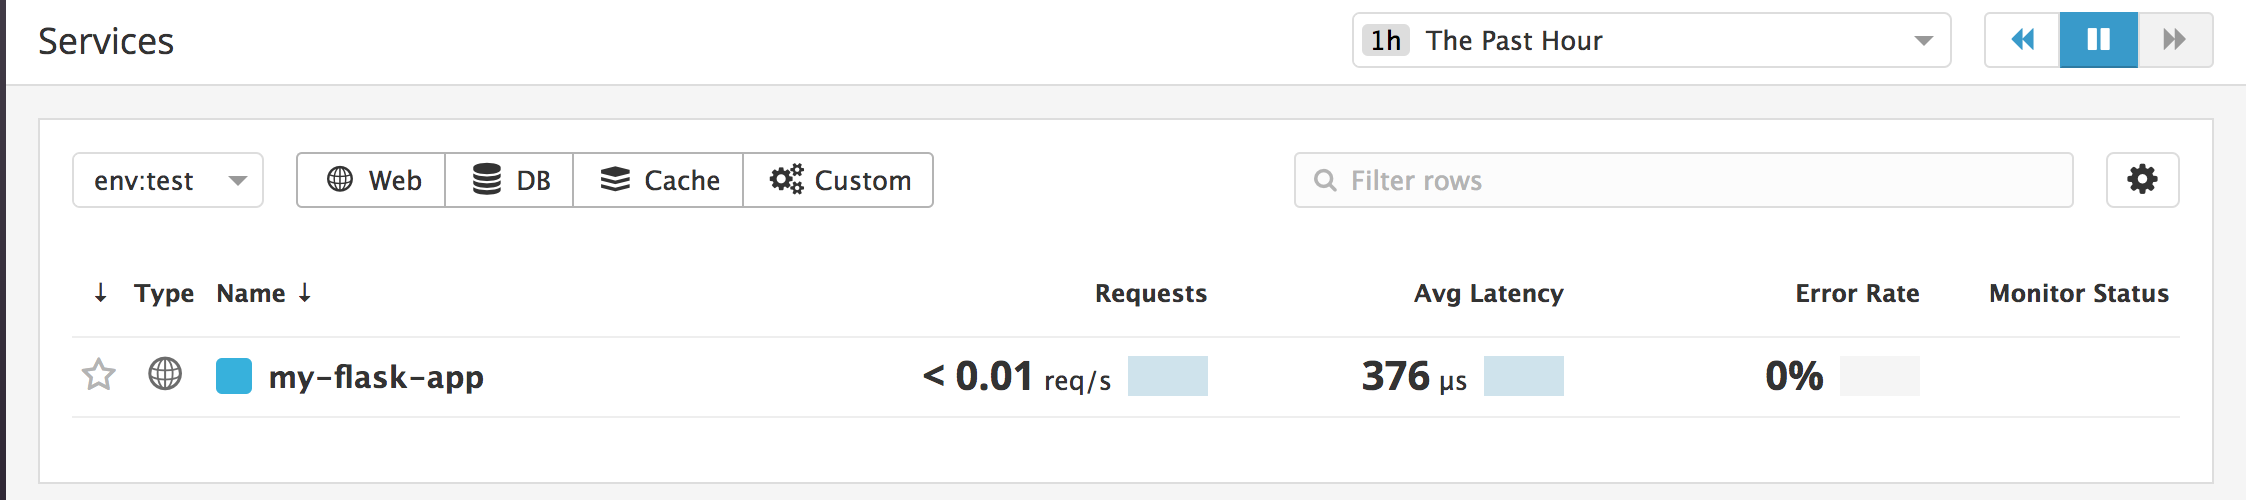 Services
1h The Past Hour
env:test Web DB Cache Custom Filter rows
↓ Type Name ↓ Requests Avg Latency Error Rate Monitor Status
my-flask-app < 0.01 req/s 376 µs 0%